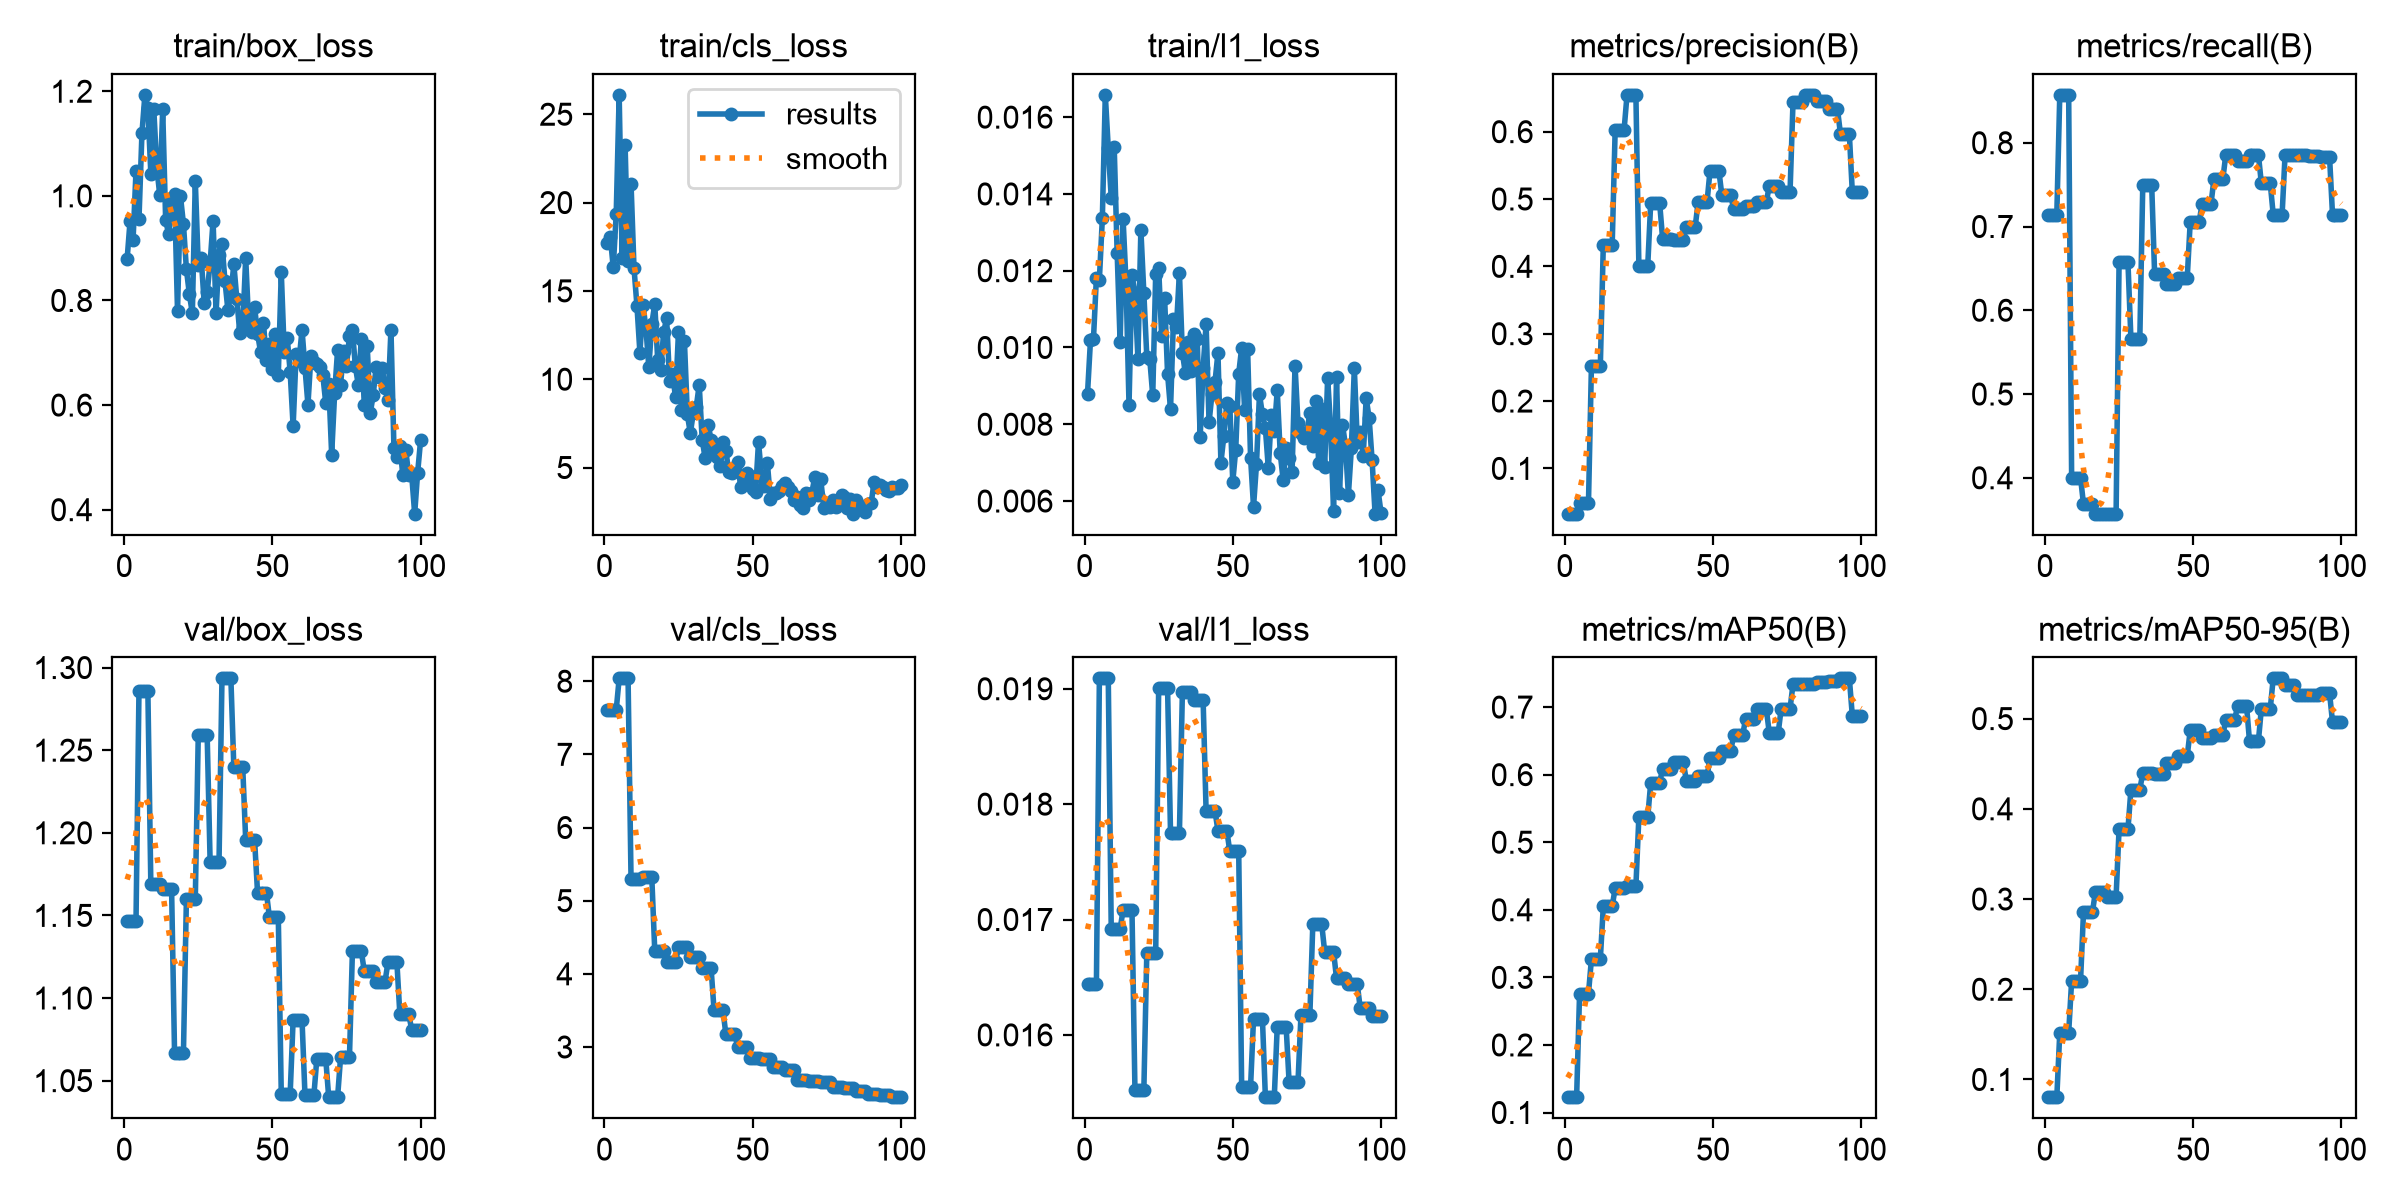 train/box_loss
1.2
1.0
0.8
0.6
0.4
0 50 100
train/cls_loss
results
smooth
25
20
15
10
5
0 50 100
train/l1_loss
0.016
0.014
0.012
0.010
0.008
0.006
0 50 100
metrics/precision(B)
0.6
0.5
0.4
0.3
0.2
0.1
0 50 100
metrics/recall(B)
0.8
0.7
0.6
0.5
0.4
0 50 100
val/box_loss
1.30
1.25
1.20
1.15
1.10
1.05
0 50 100
val/cls_loss
8
7
6
5
4
3
0 50 100
val/l1_loss
0.019
0.018
0.017
0.016
0 50 100
metrics/mAP50(B)
0.7
0.6
0.5
0.4
0.3
0.2
0.1
0 50 100
metrics/mAP50-95(B)
0.5
0.4
0.3
0.2
0.1
0 50 100